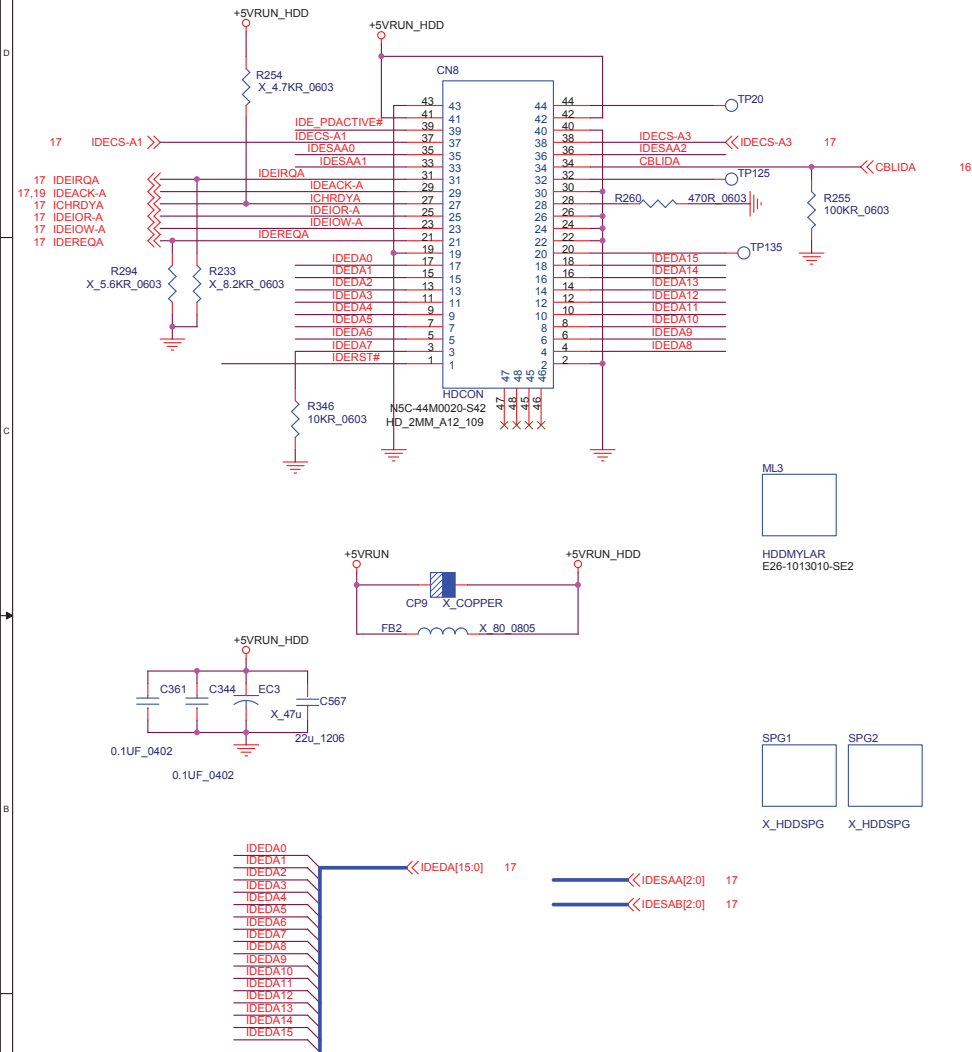 D
+5VRUN_HDD
+5VRUN_HDD
R254
X_4.7KR_0603
CN8
43 43 44 44 TP20
41 41 42 42
IDE_PDACTIVE# 39 39 40 40
17 IDECS-A1 IDECS-A1 37 37 38 38 IDECS-A3 IDECS-A3 17
IDESAA0 35 35 36 36 IDESAA2
IDESAA1 33 33 34 34 CBLIDA CBLIDA 16
17 IDEIRQA IDEIRQA 31 31 32 32 TP125
17,19 IDEACK-A IDEACK-A 29 29 30 30
17 ICHRDYA ICHRDYA 27 27 28 28 R260 470R_0603
R255
100KR_0603
17 IDEIOR-A IDEIOR-A 25 25 26 26
17 IDEIOW-A IDEIOW-A 23 23 24 24
17 IDEREQA IDEREQA 21 21 22 22
19 19 20 20 TP135
R294
X_5.6KR_0603
R233
X_8.2KR_0603
IDEDA0 17 17 18 18 IDEDA15
IDEDA1 15 15 16 16 IDEDA14
IDEDA2 13 13 14 14 IDEDA13
IDEDA3 11 11 12 12 IDEDA12
IDEDA4 9 9 10 10 IDEDA11
IDEDA5 7 7 8 8 IDEDA10
IDEDA6 5 5 6 6 IDEDA9
IDEDA7 3 3 4 4 IDEDA8
IDERST# 1 1 2 2
47 48 45 46
47 48 45 46
HDCON
N5C-44M0020-S42
HD_2MM_A12_109
R346
10KR_0603
C
ML3
HDDMYLAR
E26-1013010-SE2
+5VRUN
+5VRUN_HDD
CP9 X_COPPER
FB2 X_80_0805
+5VRUN_HDD
C361 C344 EC3 C567
X_47u
22u_1206
0.1UF_0402
0.1UF_0402
SPG1 SPG2
X_HDDSPG X_HDDSPG
B
IDEDA0
IDEDA1
IDEDA2
IDEDA3
IDEDA4
IDEDA5
IDEDA6
IDEDA7
IDEDA8
IDEDA9
IDEDA10
IDEDA11
IDEDA12
IDEDA13
IDEDA14
IDEDA15
IDEDA[15:0] 17
IDESAA[2:0] 17
IDESAB[2:0] 17